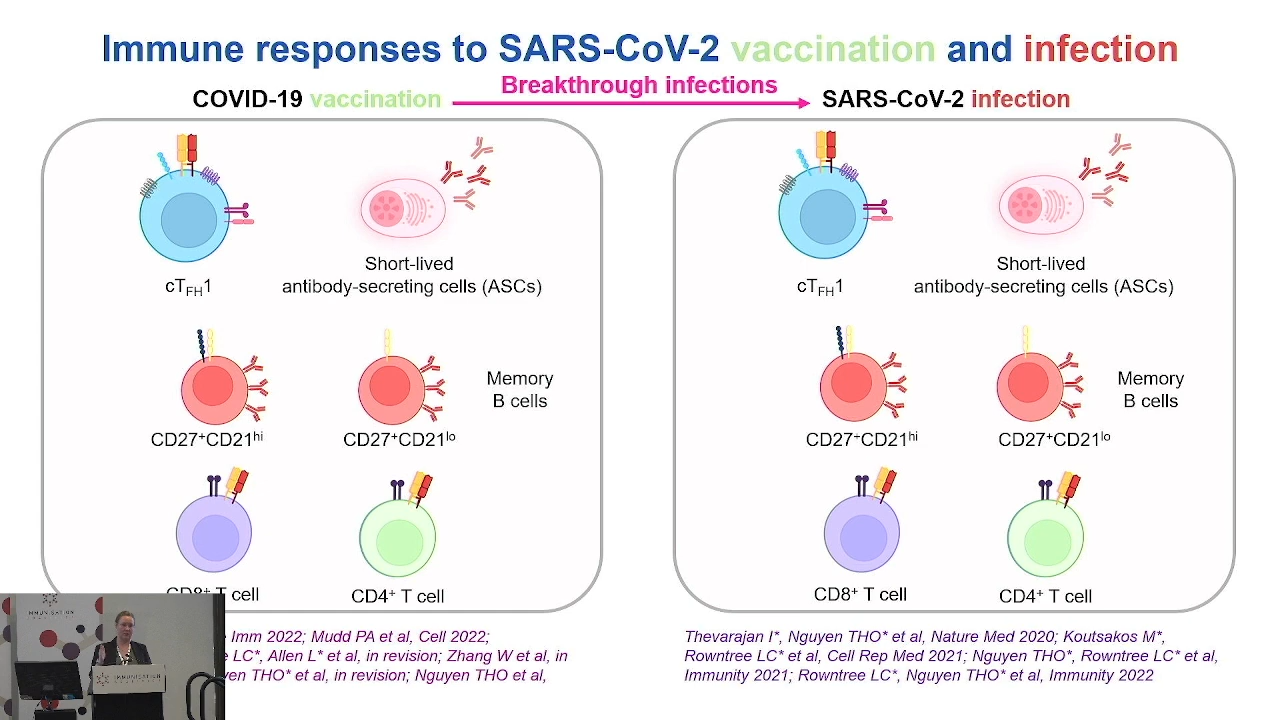 Immune responses to SARS-CoV-2 vaccination and infection
Breakthrough infections
COVID-19 vaccination
SARS-CoV-2 infection
cTFH1
Short-lived
antibody-secreting cells (ASCs)
CD27+CD21hi
CD27+CD21lo
Memory
B cells
CD8+ T cell
CD4+ T cell
cTFH1
Short-lived
antibody-secreting cells (ASCs)
CD27+CD21hi
CD27+CD21lo
Memory
B cells
CD8+ T cell
CD4+ T cell
Imm 2022; Mudd PA et al, Cell 2022;
LC*, Allen L* et al, in revision; Zhang W et al, in
THO* et al, in revision; Nguyen THO et al,
Thevarajan I*, Nguyen THO* et al, Nature Med 2020; Koutsakos M*,
Rowntree LC* et al, Cell Rep Med 2021; Nguyen THO*, Rowntree LC* et al,
Immunity 2021; Rowntree LC*, Nguyen THO* et al, Immunity 2022
IMMUNISATION
IMMUNISATION